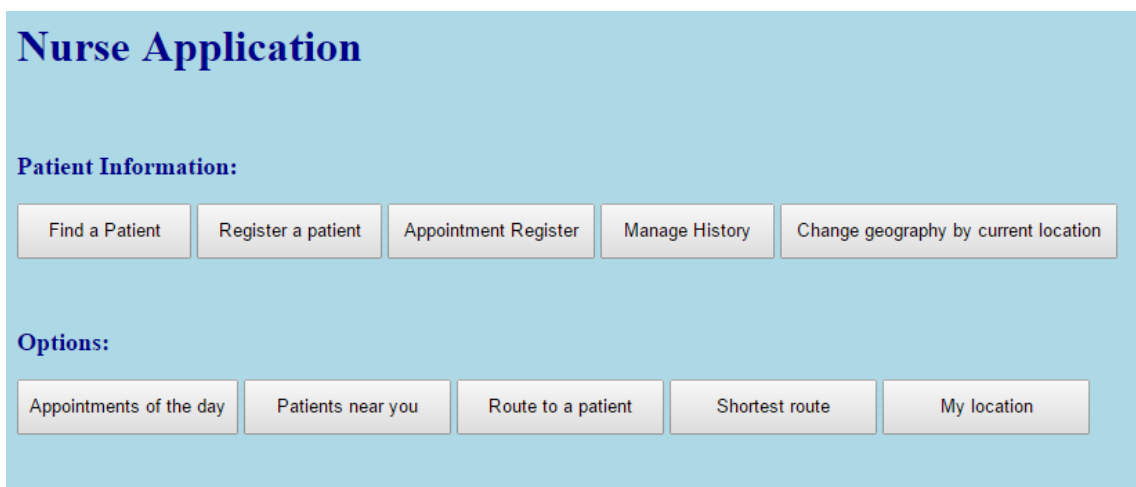 Nurse Application
Patient Information:
Find a Patient Register a patient Appointment Register Manage History Change geography by current location
Options:
Appointments of the day Patients near you Route to a patient Shortest route My location